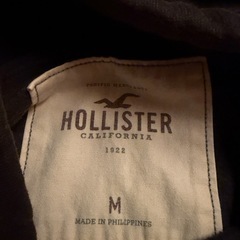 HOLLISTER
CALIFORNIA
1922
M
MADE IN PHILIPPINES